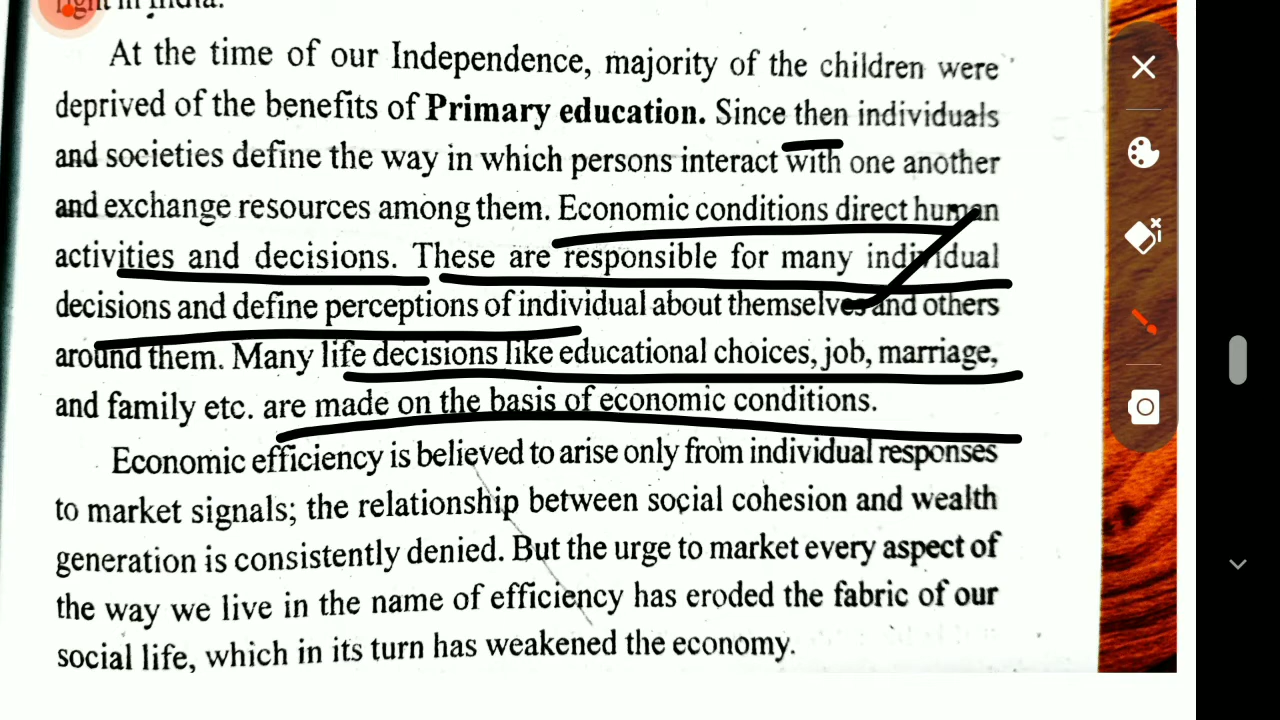 in India.
At the time of our Independence, majority of the children were
deprived of the benefits of Primary education. Since then individuals
and societies define the way in which persons interact with one another
and exchange resources among them. Economic conditions direct human
activities and decisions. These are responsible for many individual
decisions and define perceptions of individual about themselves and others
around them. Many life decisions like educational choices, job, marriage,
and family etc. are made on the basis of economic conditions.
Economic efficiency is believed to arise only from individual responses
to market signals; the relationship between social cohesion and wealth
generation is consistently denied. But the urge to market every aspect of
the way we live in the name of efficiency has eroded the fabric of our
social life, which in its turn has weakened the economy.